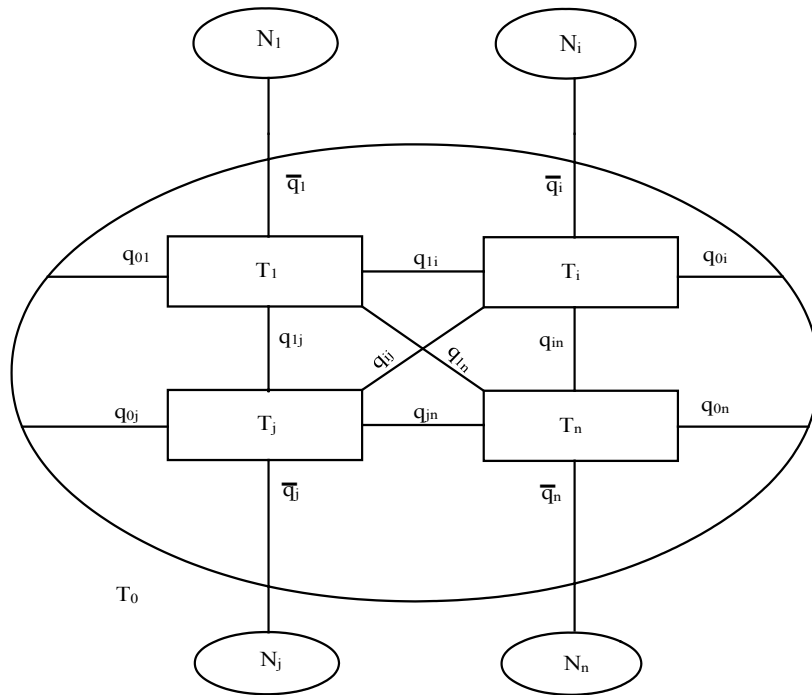 N₁ Nᵢ
q̅₁ q̅ᵢ
q₀₁ T₁ q₁ᵢ Tᵢ q₀ᵢ
q₁ⱼ qᵢⱼ q₁ₙ qᵢₙ
q₀ⱼ Tⱼ qⱼₙ Tₙ q₀ₙ
q̅ⱼ q̅ₙ
T₀
Nⱼ Nₙ